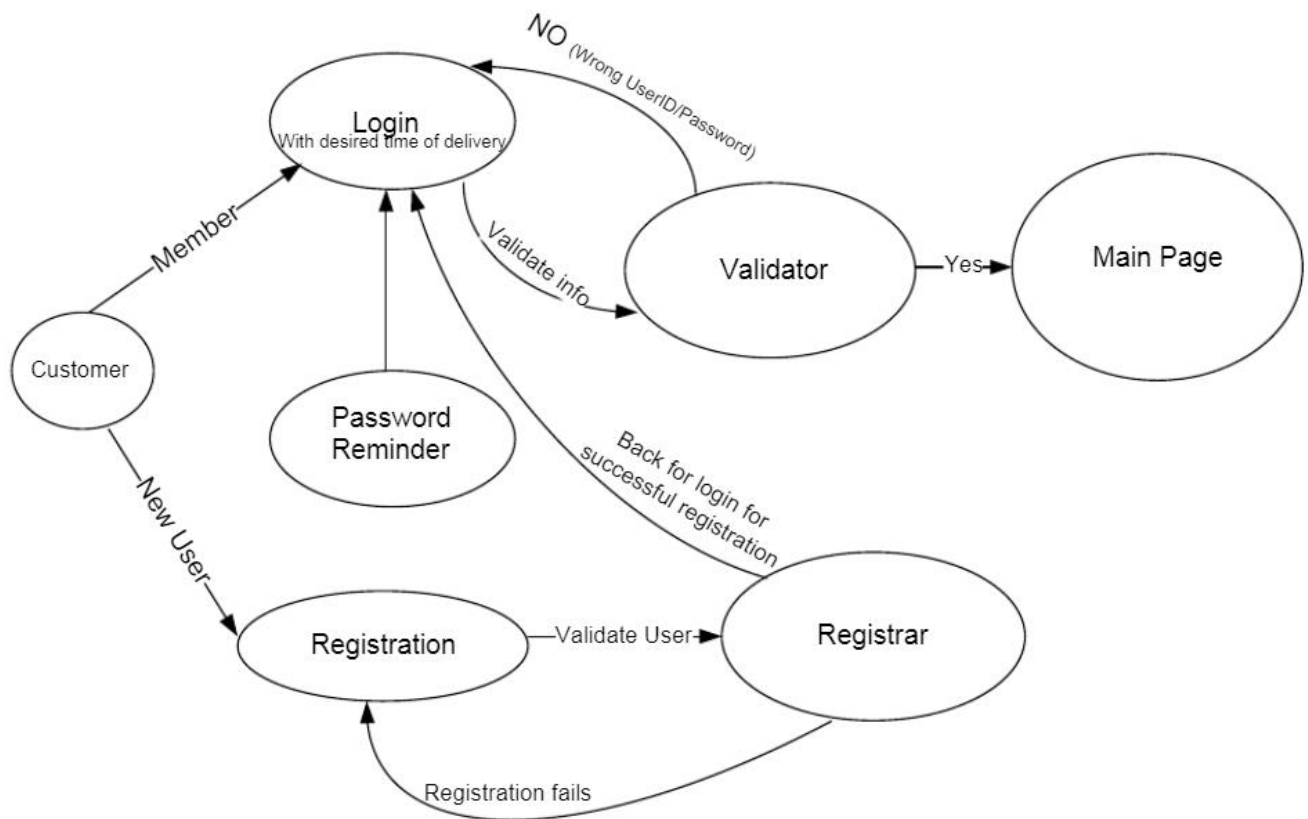 NO (Wrong UserID/Password)
Login
With desired time of delivery
Member
Validate info
Validator
Yes
Main Page
Customer
Password
Reminder
Back for login for
successful registration
New User
Registration
Validate User
Registrar
Registration fails